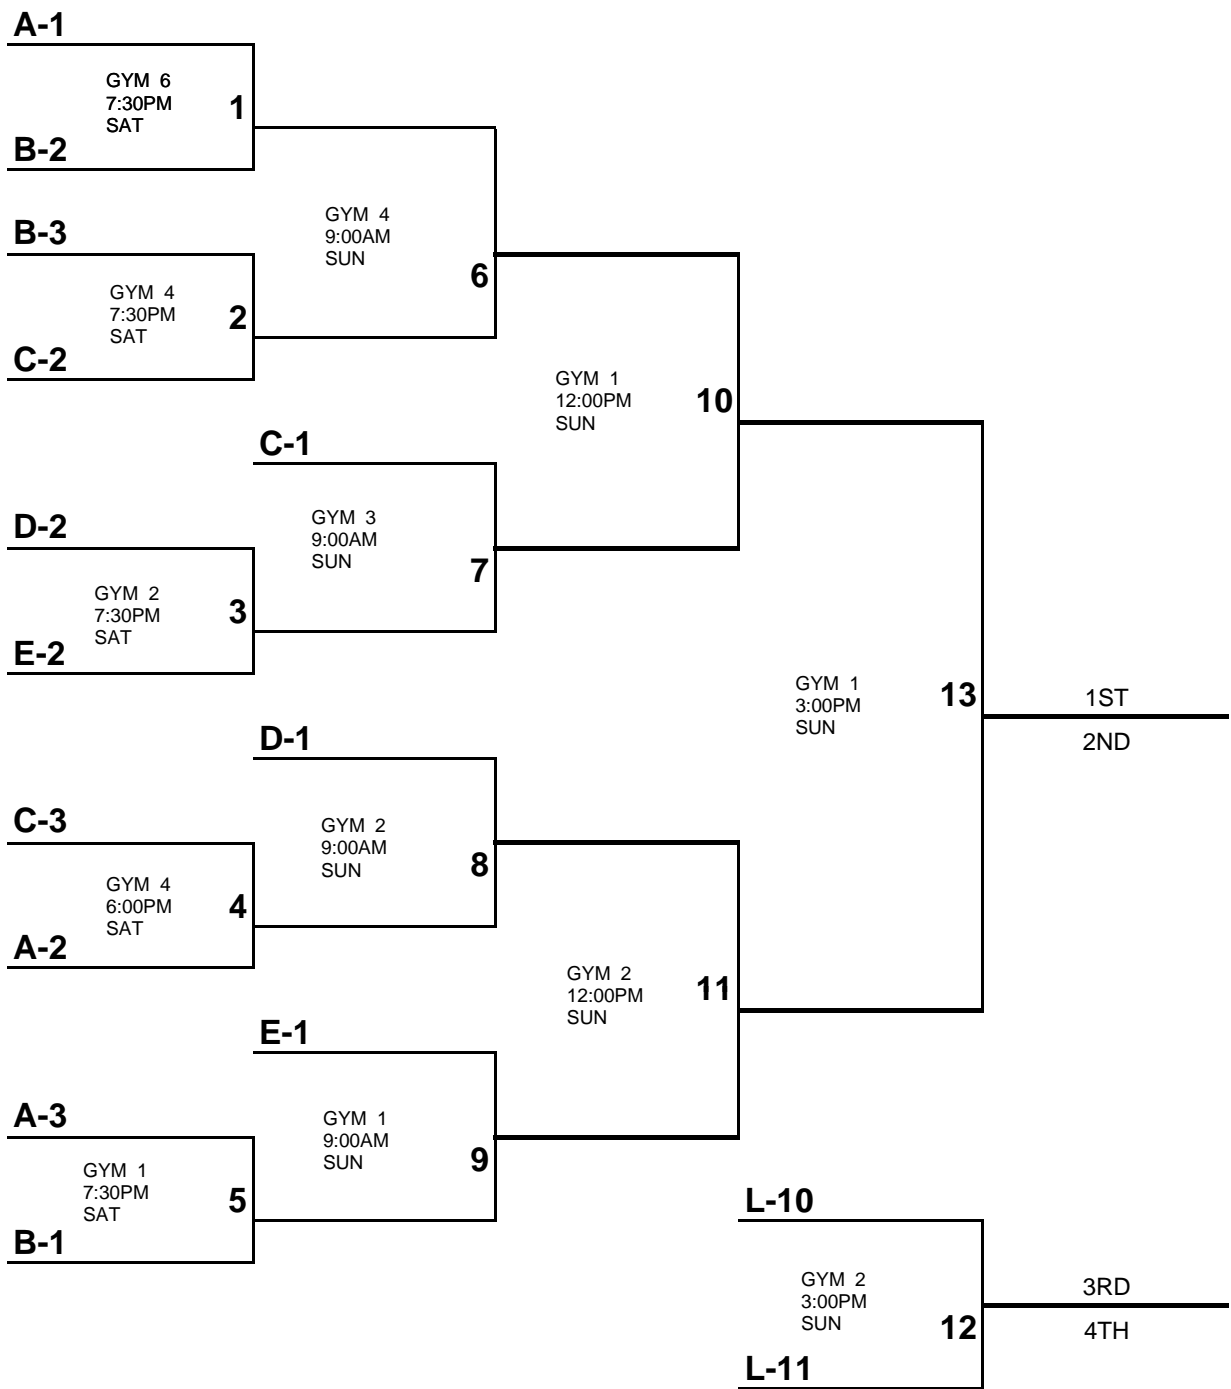 A-1
GYM 6
7:30PM
SAT
1
B-2
B-3
GYM 4
9:00AM
SUN
6
GYM 4
7:30PM
SAT
2
C-2
GYM 1
12:00PM
SUN
10
C-1
D-2
GYM 3
9:00AM
SUN
7
GYM 2
7:30PM
SAT
3
E-2
GYM 1
3:00PM
SUN
13
1ST
2ND
D-1
C-3
GYM 2
9:00AM
SUN
8
GYM 4
6:00PM
SAT
4
A-2
GYM 2
12:00PM
SUN
11
E-1
A-3
GYM 1
9:00AM
SUN
9
GYM 1
7:30PM
SAT
5
B-1
L-10
GYM 2
3:00PM
SUN
12
3RD
4TH
L-11